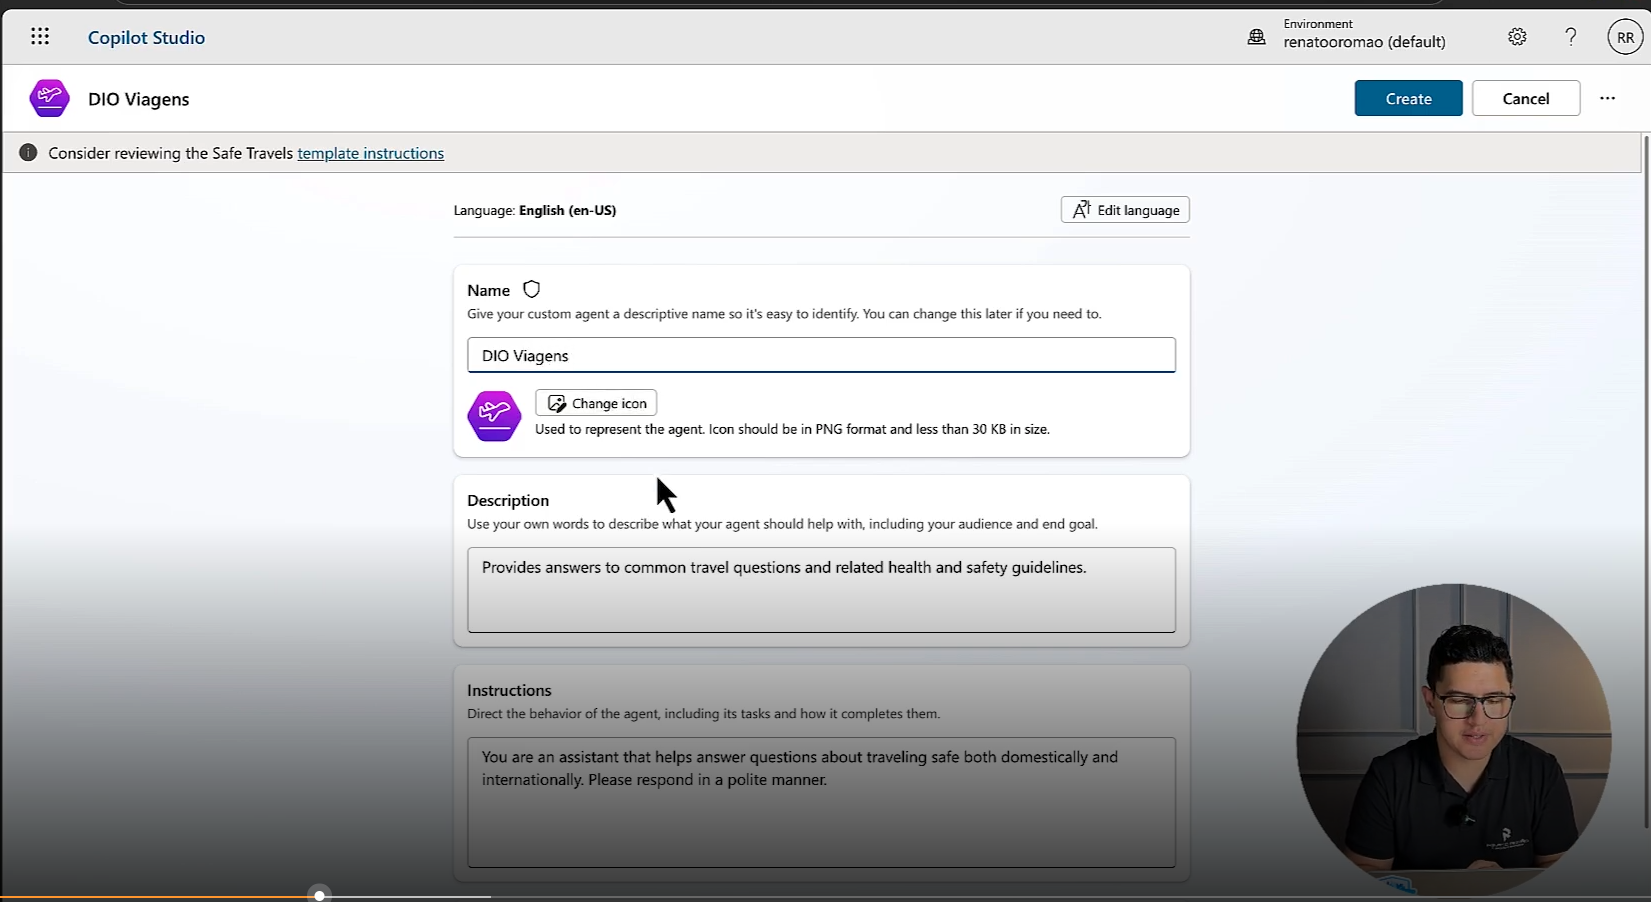 Copilot Studio
Environment
renatooromao (default)
?
RR
DIO Viagens
Create
Cancel
...
Consider reviewing the Safe Travels template instructions
Language: English (en-US)
Edit language
Name
Give your custom agent a descriptive name so it's easy to identify. You can change this later if you need to.
DIO Viagens
Change icon
Used to represent the agent. Icon should be in PNG format and less than 30 KB in size.
Description
Use your own words to describe what your agent should help with, including your audience and end goal.
Provides answers to common travel questions and related health and safety guidelines.
Instructions
Direct the behavior of the agent, including its tasks and how it completes them.
You are an assistant that helps answer questions about traveling safe both domestically and
internationally. Please respond in a polite manner.